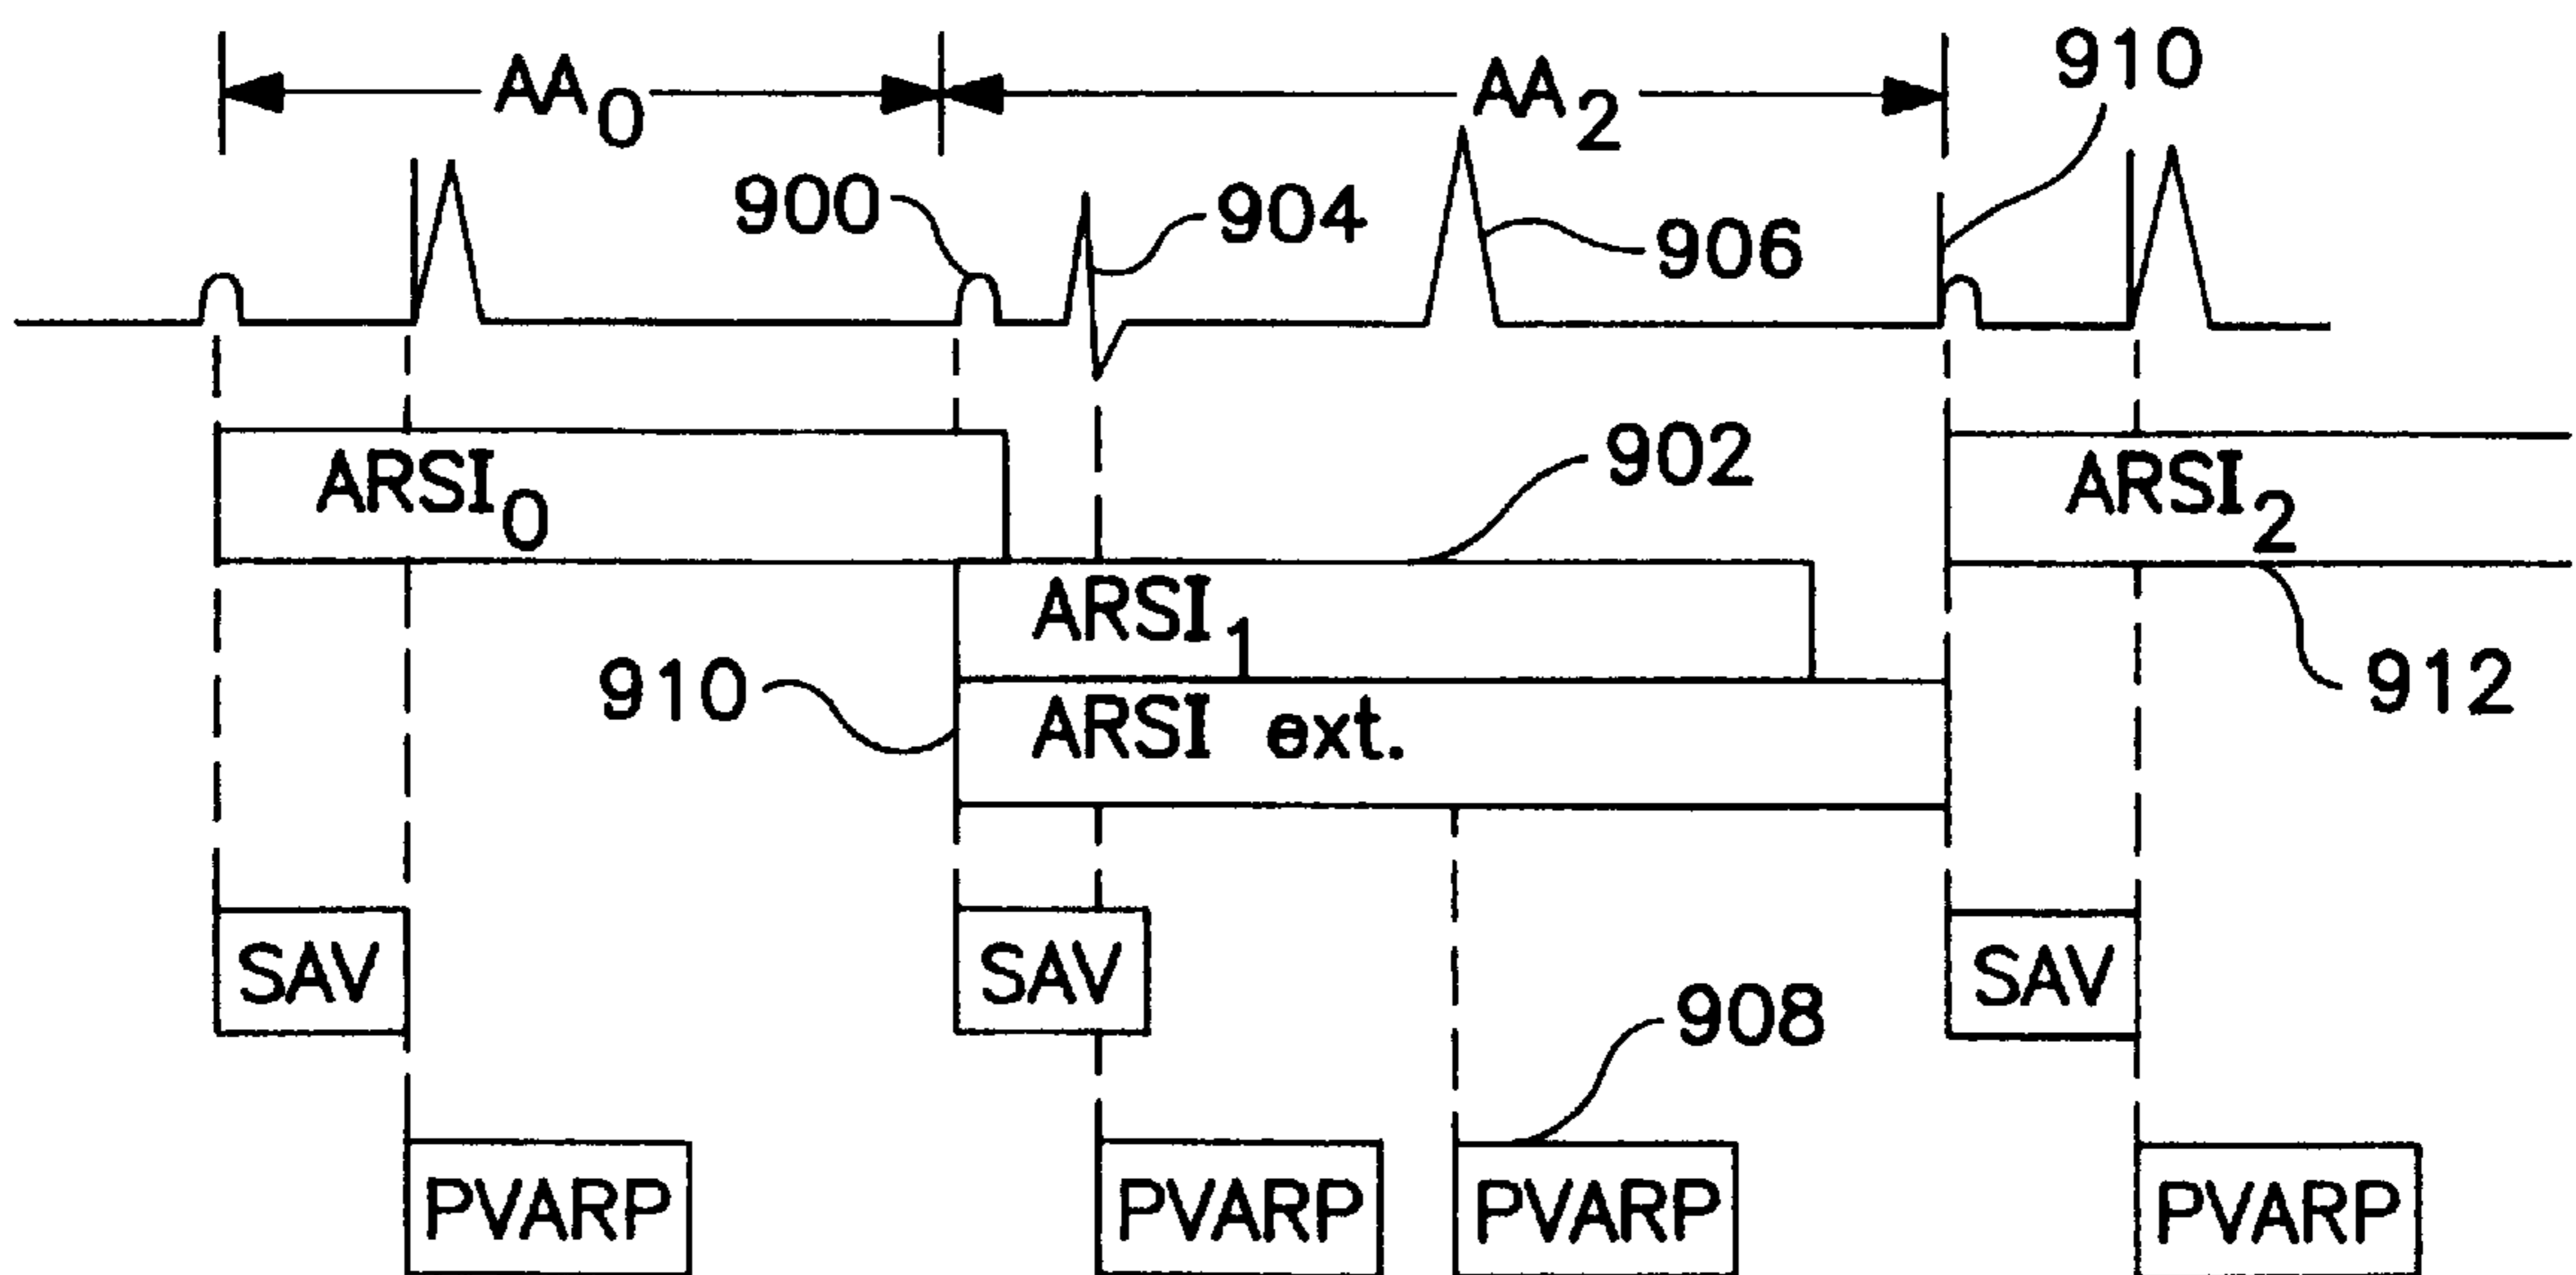 AA0 AA2 910
900 904 906
902
ARSI0 ARSI2
ARSI1
910 ARSI ext. 912
SAV SAV SAV
908
PVARP PVARP PVARP PVARP